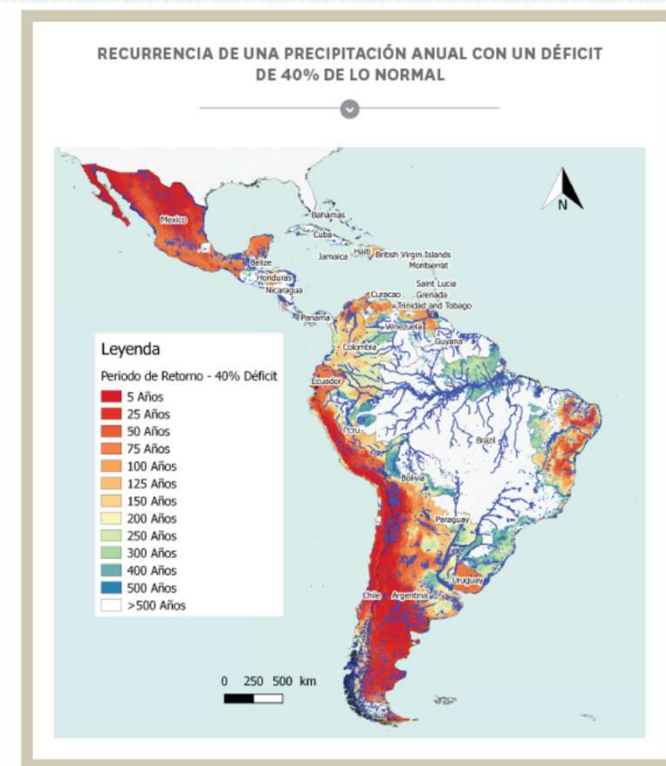 RECURRENCIA DE UNA PRECIPITACIÓN ANUAL CON UN DÉFICIT
DE 40% DE LO NORMAL
N
Mexico
Bahamas
Cuba
Jamaica
Haiti
British Virgin Islands
Montserrat
Belize
Honduras
Nicaragua
Saint Lucia
Curacao
Grenada
Trinidad and Tobago
Panama
Venezuela
Guyana
Colombia
Ecuador
Peru
Brazil
Bolivia
Paraguay
Uruguay
Chile
Argentina
Leyenda
Periodo de Retorno - 40% Déficit
5 Años
25 Años
50 Años
75 Años
100 Años
125 Años
150 Años
200 Años
250 Años
300 Años
400 Años
500 Años
>500 Años
0 250 500 km